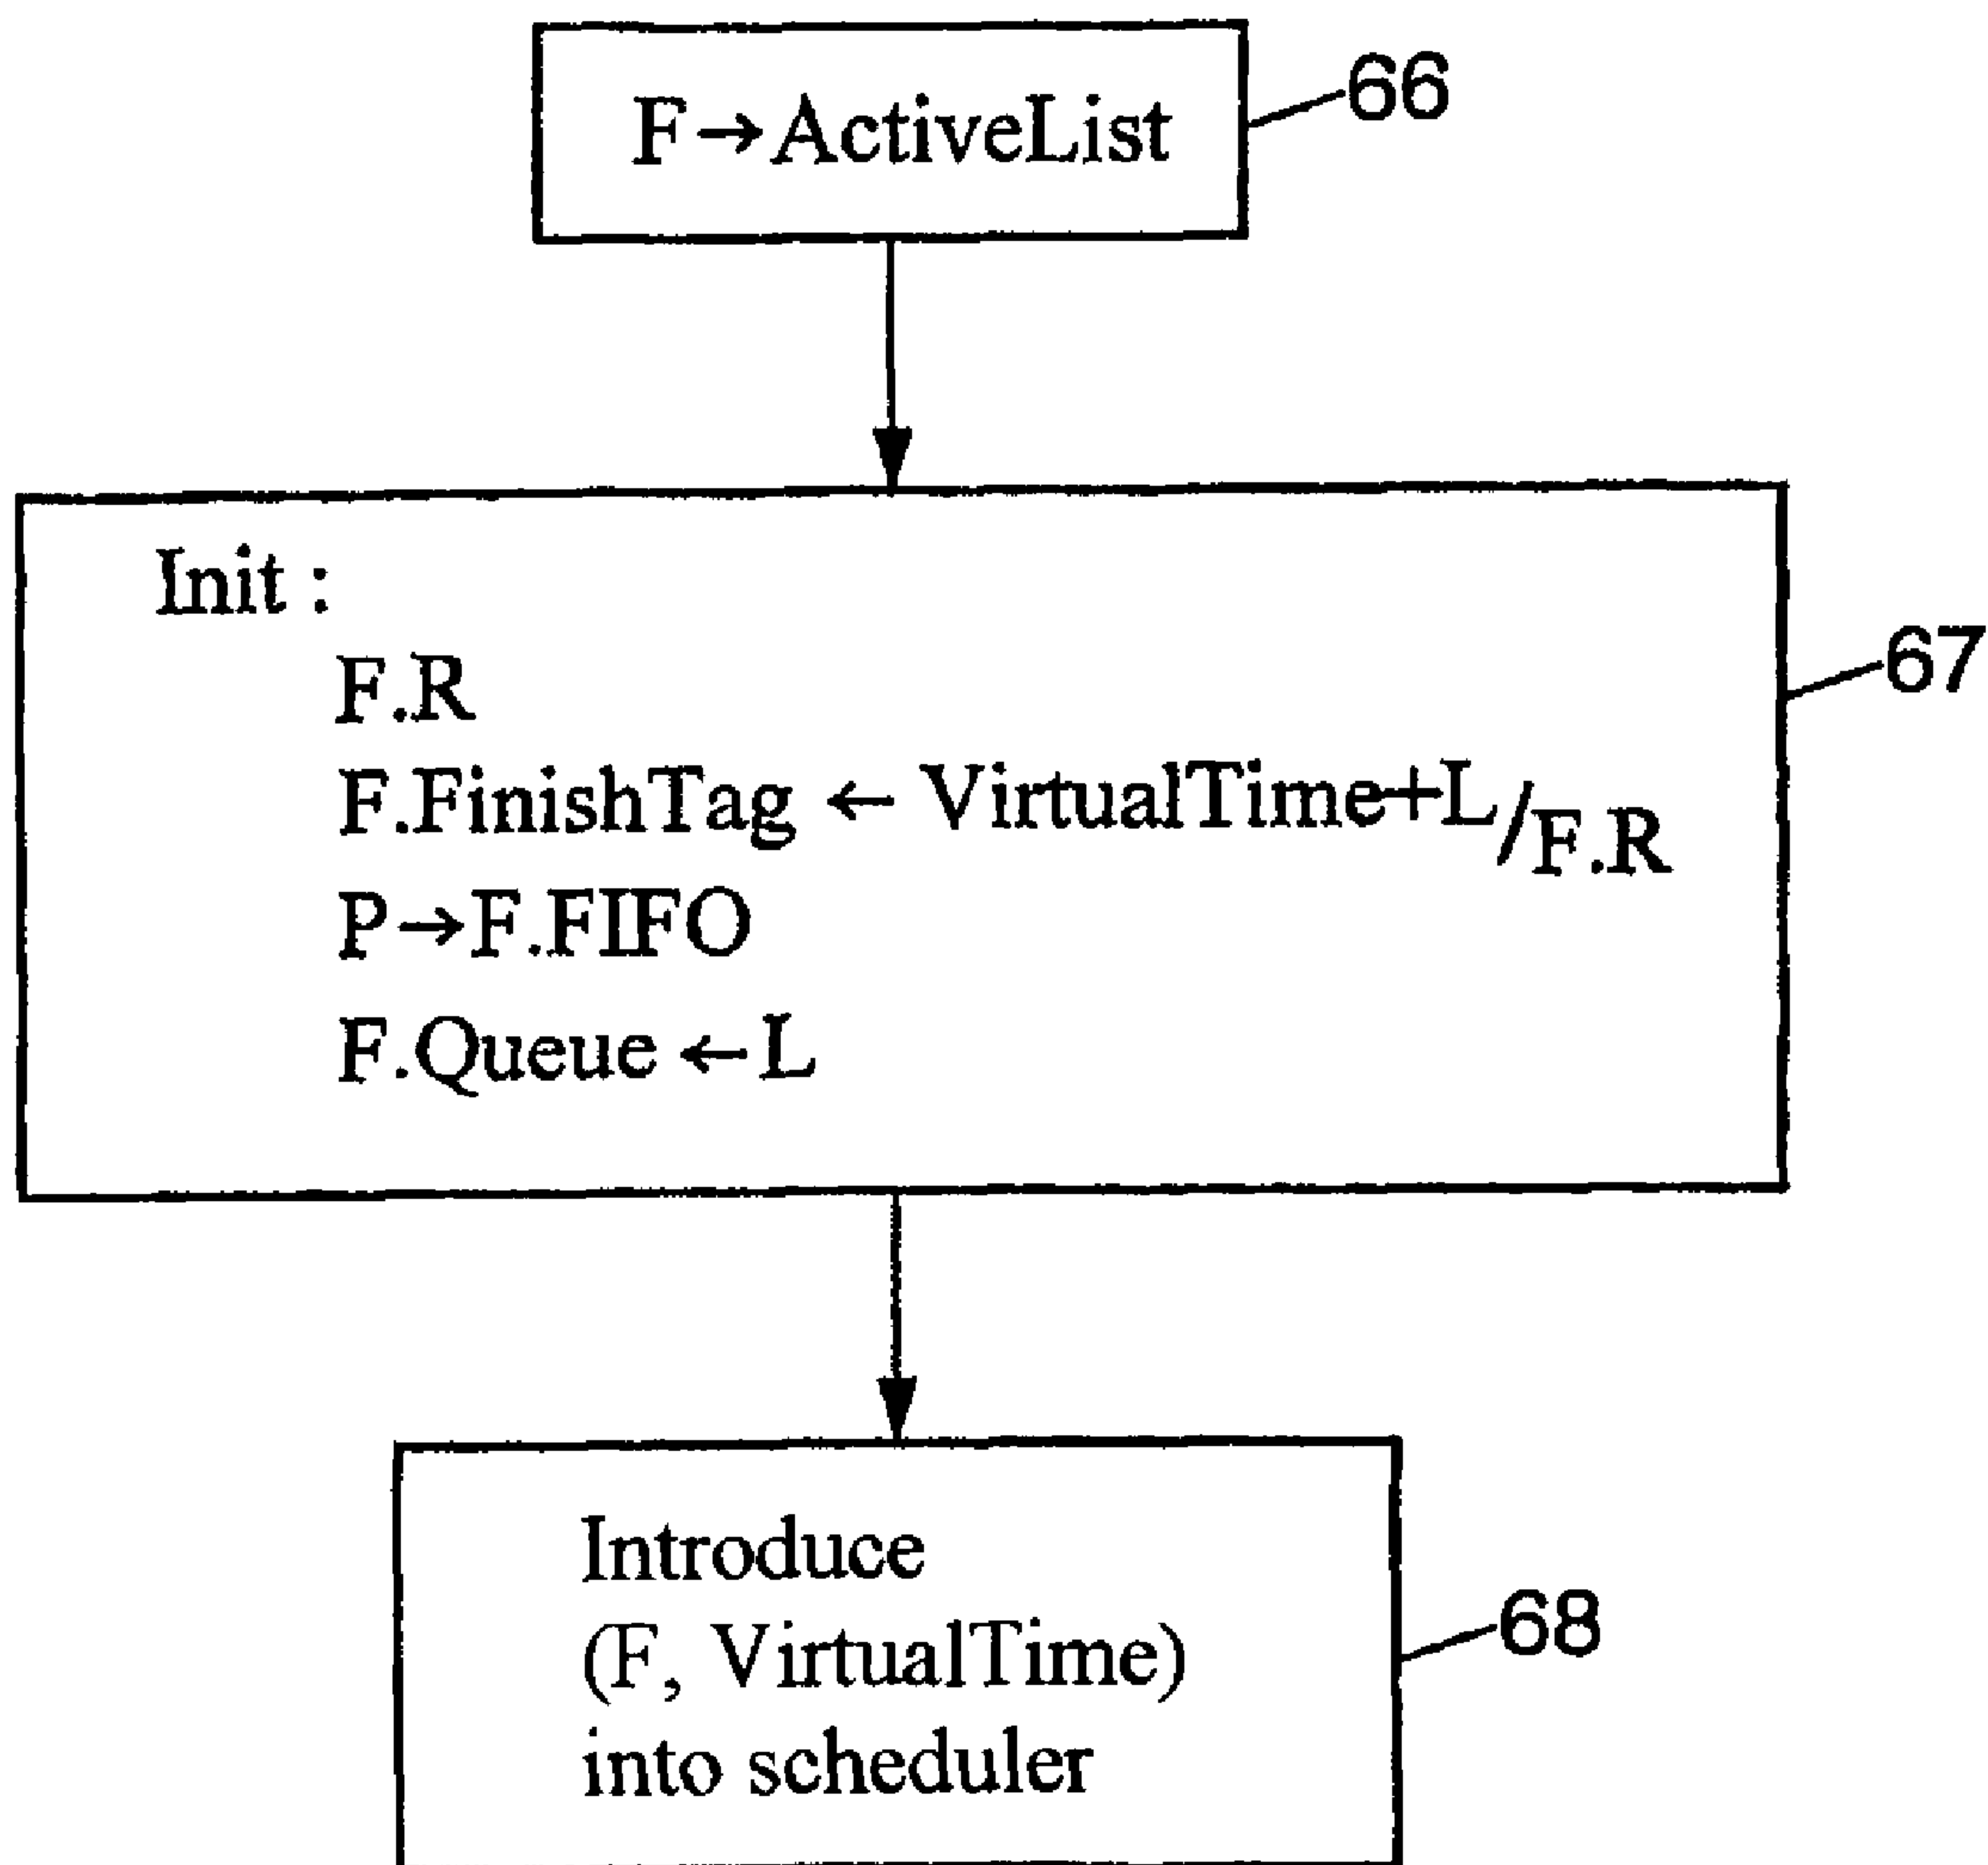 F→ActiveList
66
Init :
F.R
F.FinishTag ← VirtualTime+L/F.R
P→F.FIFO
F.Queue ← L
67
Introduce
(F, VirtualTime)
into scheduler
68